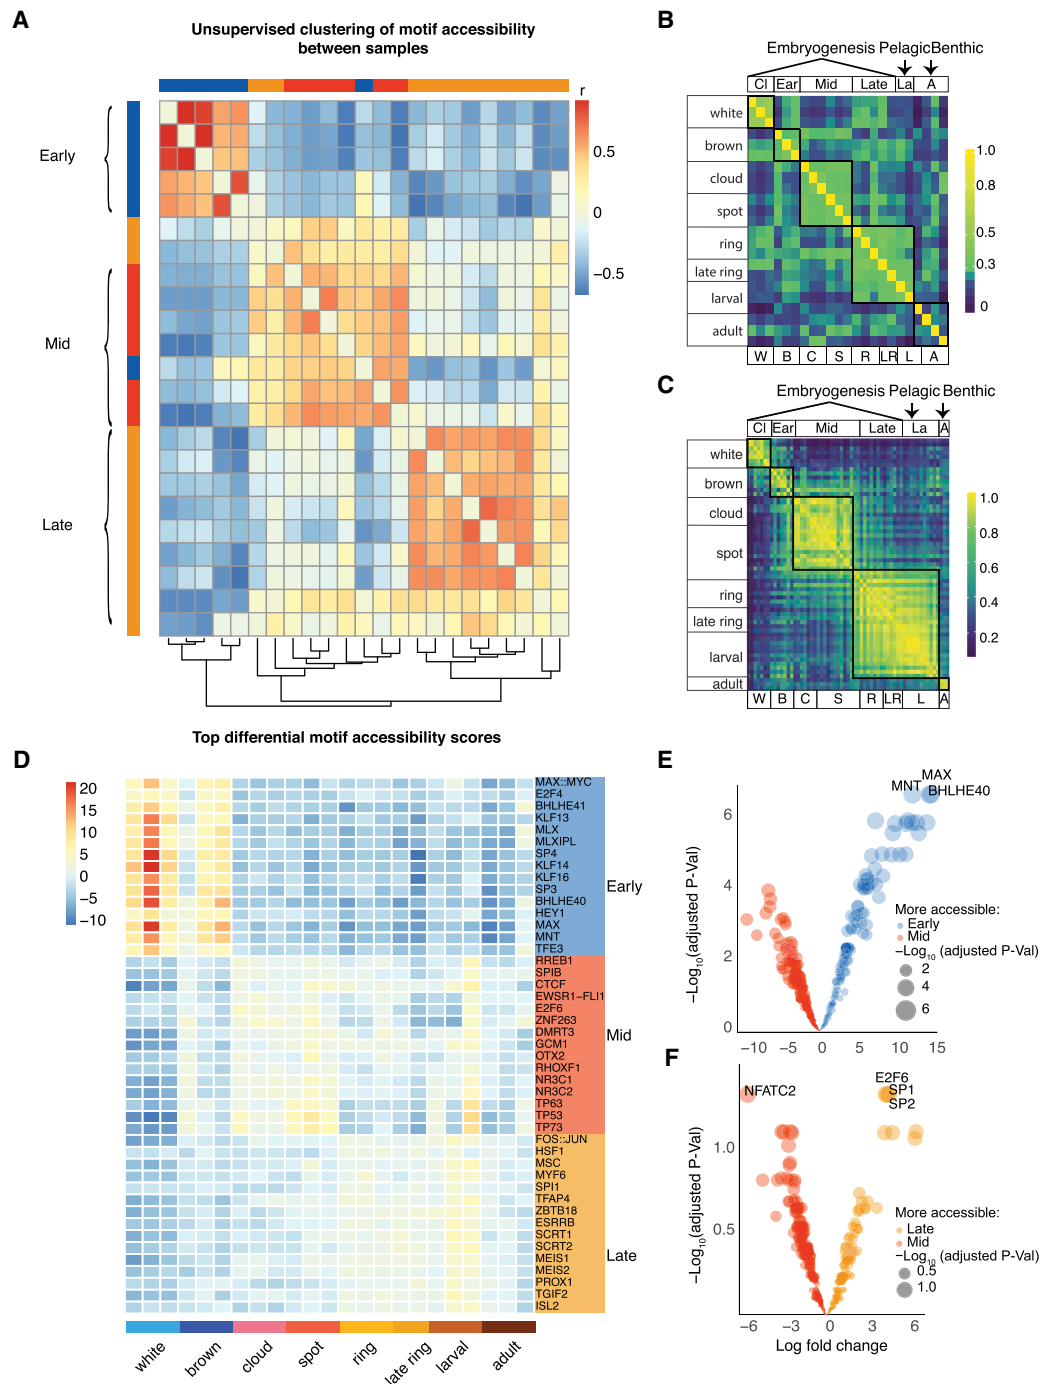 A
Unsupervised clustering of motif accessibility
between samples
r
0.5
0
−0.5
Early
Mid
Late
B
Embryogenesis Pelagic Benthic
Cl Ear Mid Late La A
white
brown
cloud
spot
ring
late ring
larval
adult
W B C S R LR L A
1.0
0.8
0.5
0.3
0
C
Embryogenesis Pelagic Benthic
Cl Ear Mid Late La A
white
brown
cloud
spot
ring
late ring
larval
adult
W B C S R LR L A
1.0
0.8
0.6
0.4
0.2
D
Top differential motif accessibility scores
20
15
10
5
0
−5
−10
MAX::MYC
E2F4
BHLHE41
KLF13
MLX
MLXIPL
SP4
KLF14
KLF16
SP3
BHLHE40
HEY1
MAX
MNT
TFE3
RREB1
SPIB
CTCF
EWSR1−FLI1
E2F6
ZNF263
DMRT3
GCM1
OTX2
RHOXF1
NR3C1
NR3C2
TP63
TP53
TP73
FOS::JUN
HSF1
MSC
MYF6
SPI1
TFAP4
ZBTB18
ESRRB
SCRT1
SCRT2
MEIS1
MEIS2
PROX1
TGIF2
ISL2
Early
Mid
Late
white
brown
cloud
spot
ring
late ring
larval
adult
E
MAX
MNT
BHLHE40
−Log10(adjusted P-Val)
6
4
2
0
−10 −5 0 5 10 15
More accessible:
Early
Mid
−Log10 (adjusted P-Val)
2
4
6
F
NFATC2
E2F6
SP1
SP2
−Log10(adjusted P-Val)
1.0
0.5
−6 −3 0 3 6
Log fold change
More accessible:
Late
Mid
−Log10 (adjusted P-Val)
0.5
1.0